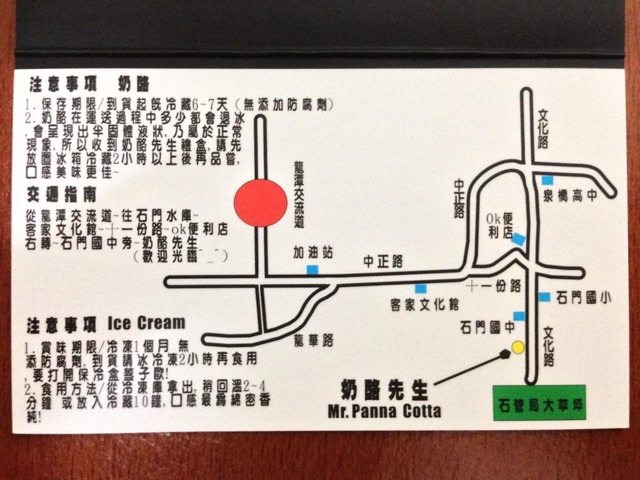 注意事項 奶酪
1.保存期限/到貨起既冷藏6~7天(無添加防腐劑)
2.奶酪在運送過程中多少都會退冰
,會呈現出半固體液狀,乃屬於正常
現象,所以收到奶酪先生禮盒,請先
放置冰箱冷藏2小時以上後再品嘗,
口感美味更佳~
交通指南
從龍潭交流道~往石門水庫~
客家文化館~十一份路~ok便利店
右轉~石門國中旁~奶酪先生
(歡迎光臨^_^)
注意事項 Ice Cream
1.賞味期限/冷凍1個月 無
添防腐劑,到貨請冰冷凍2小時再食用
,要打開保冷盒蓋子歐!
2.食用方法/從冷凍庫拿出,稍回溫2~4
分鐘 或放入冷藏10鐘,口感最為綿密香
純!
龍潭交流道
加油站
中正路
龍華路
客家文化館
中正路
Ok便
利店
十一份路
文化路
泉橋高中
石門國小
石門國中
文化路
奶酪先生
Mr. Panna Cotta
石管局大草坪